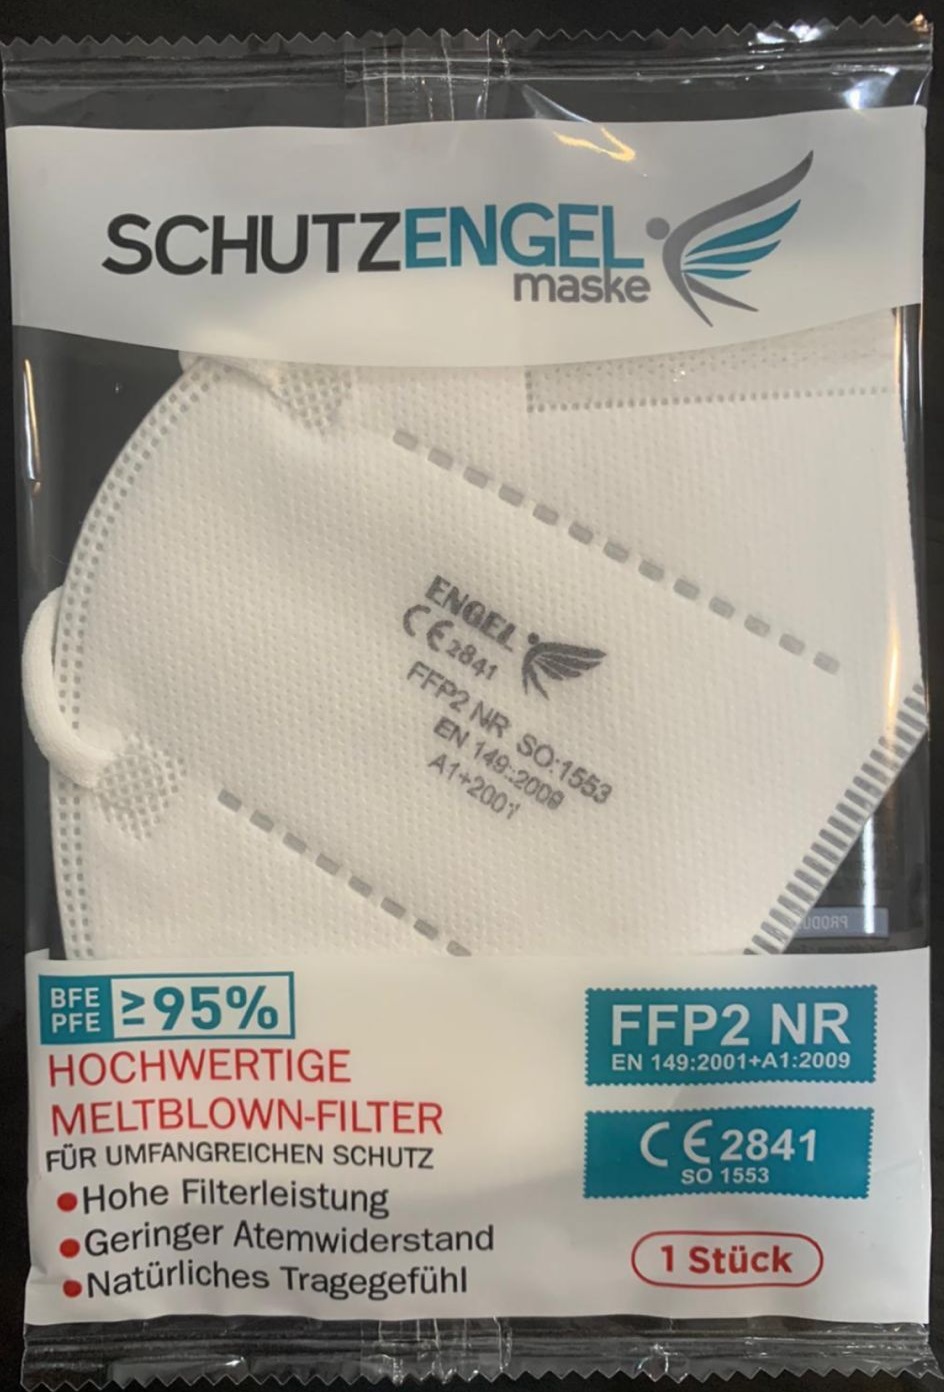 SCHUTZENGEL
maske
ENGEL
CE 2841
FFP2 NR SO:1553
EN 149:2009
A1+2001
BFE
PFE
≥95%
HOCHWERTIGE
MELTBLOWN-FILTER
FÜR UMFANGREICHEN SCHUTZ
•Hohe Filterleistung
•Geringer Atemwiderstand
•Natürliches Tragegefühl
FFP2 NR
EN 149:2001+A1:2009
CE 2841
SO 1553
1 Stück